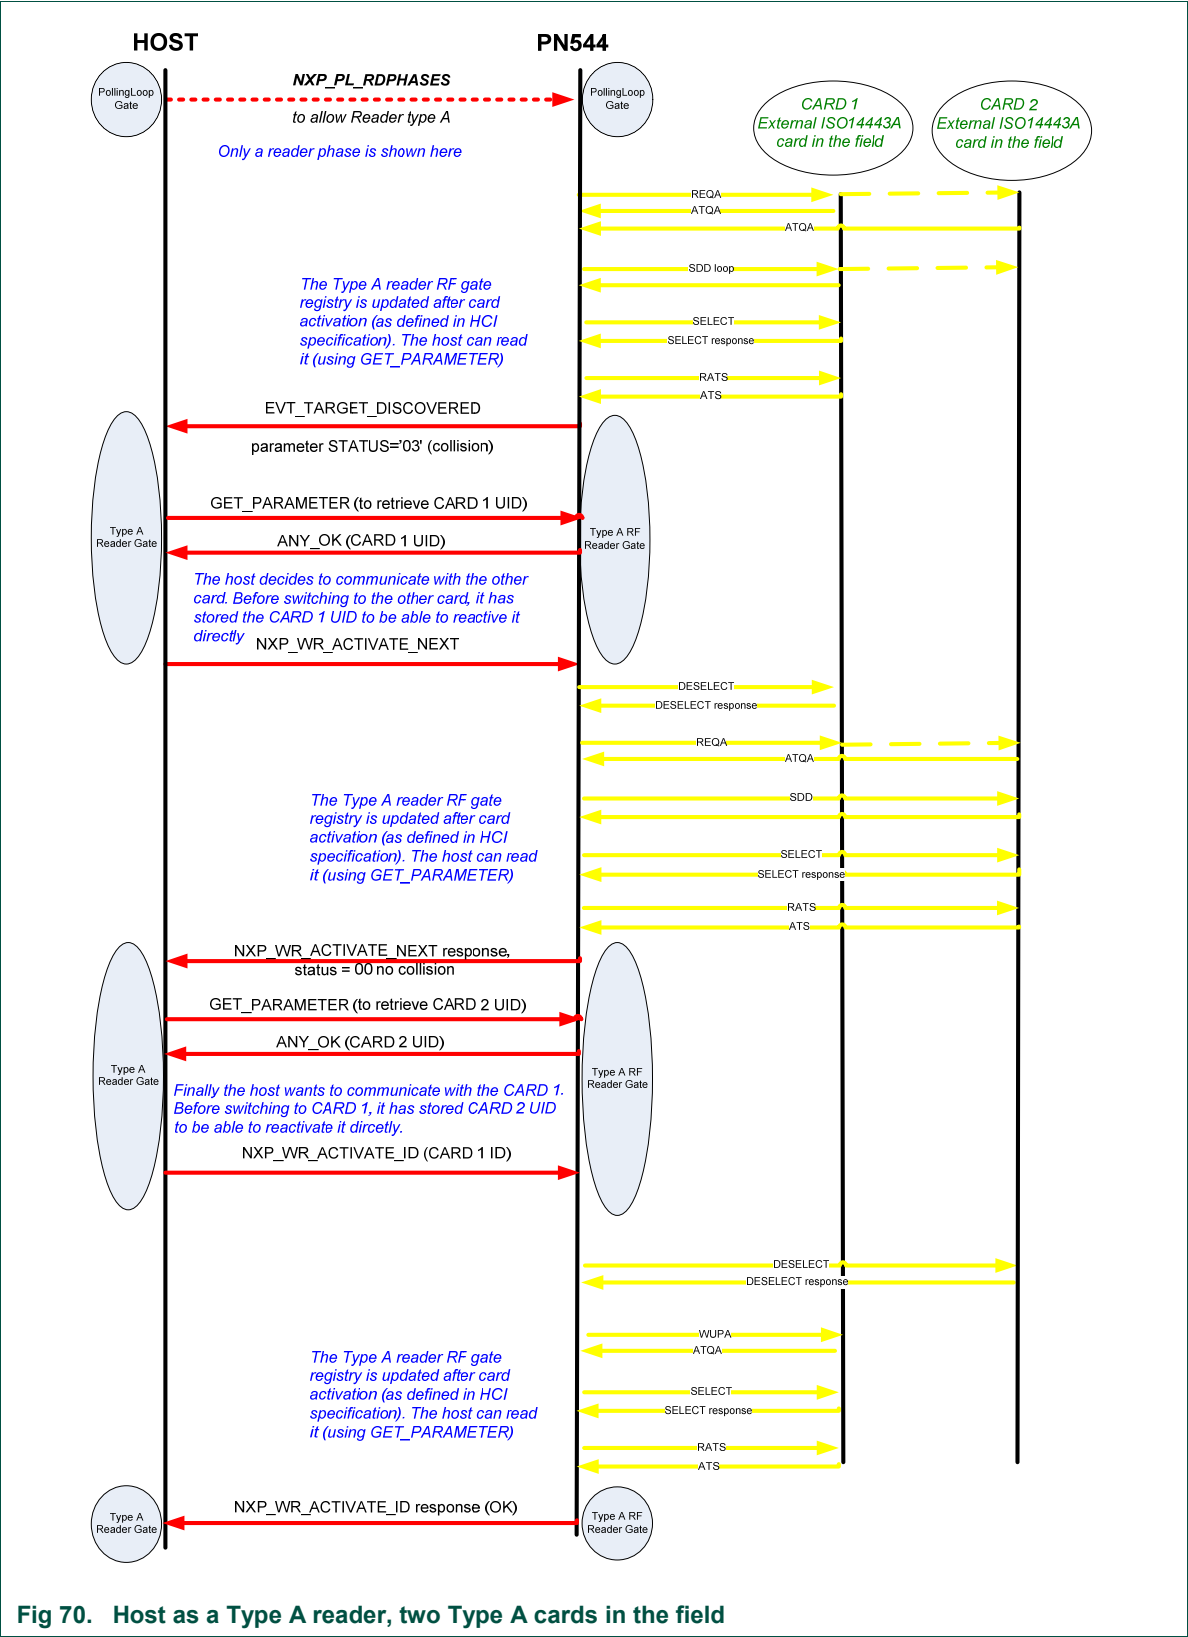 HOST
PN544
PollingLoop
Gate
NXP_PL_RDPHASES
to allow Reader type A
PollingLoop
Gate
CARD 1
External ISO14443A
card in the field
CARD 2
External ISO14443A
card in the field
Only a reader phase is shown here
REQA
ATQA
ATQA
SDD loop
The Type A reader RF gate
registry is updated after card
activation (as defined in HCI
specification). The host can read
it (using GET_PARAMETER)
SELECT
SELECT response
RATS
ATS
EVT_TARGET_DISCOVERED
parameter STATUS='03' (collision)
GET_PARAMETER (to retrieve CARD 1 UID)
Type A
Reader Gate
Type A RF
Reader Gate
ANY_OK (CARD 1 UID)
The host decides to communicate with the other
card. Before switching to the other card, it has
stored the CARD 1 UID to be able to reactive it
directly
NXP_WR_ACTIVATE_NEXT
DESELECT
DESELECT response
REQA
ATQA
The Type A reader RF gate
registry is updated after card
activation (as defined in HCI
specification). The host can read
it (using GET_PARAMETER)
SDD
SELECT
SELECT response
RATS
ATS
NXP_WR_ACTIVATE_NEXT response,
status = 00 no collision
GET_PARAMETER (to retrieve CARD 2 UID)
ANY_OK (CARD 2 UID)
Type A
Reader Gate
Type A RF
Reader Gate
Finally the host wants to communicate with the CARD 1.
Before switching to CARD 1, it has stored CARD 2 UID
to be able to reactivate it dircetly.
NXP_WR_ACTIVATE_ID (CARD 1 ID)
DESELECT
DESELECT response
WUPA
ATQA
The Type A reader RF gate
registry is updated after card
activation (as defined in HCI
specification). The host can read
it (using GET_PARAMETER)
SELECT
SELECT response
RATS
ATS
NXP_WR_ACTIVATE_ID response (OK)
Type A
Reader Gate
Type A RF
Reader Gate
Fig 70. Host as a Type A reader, two Type A cards in the field